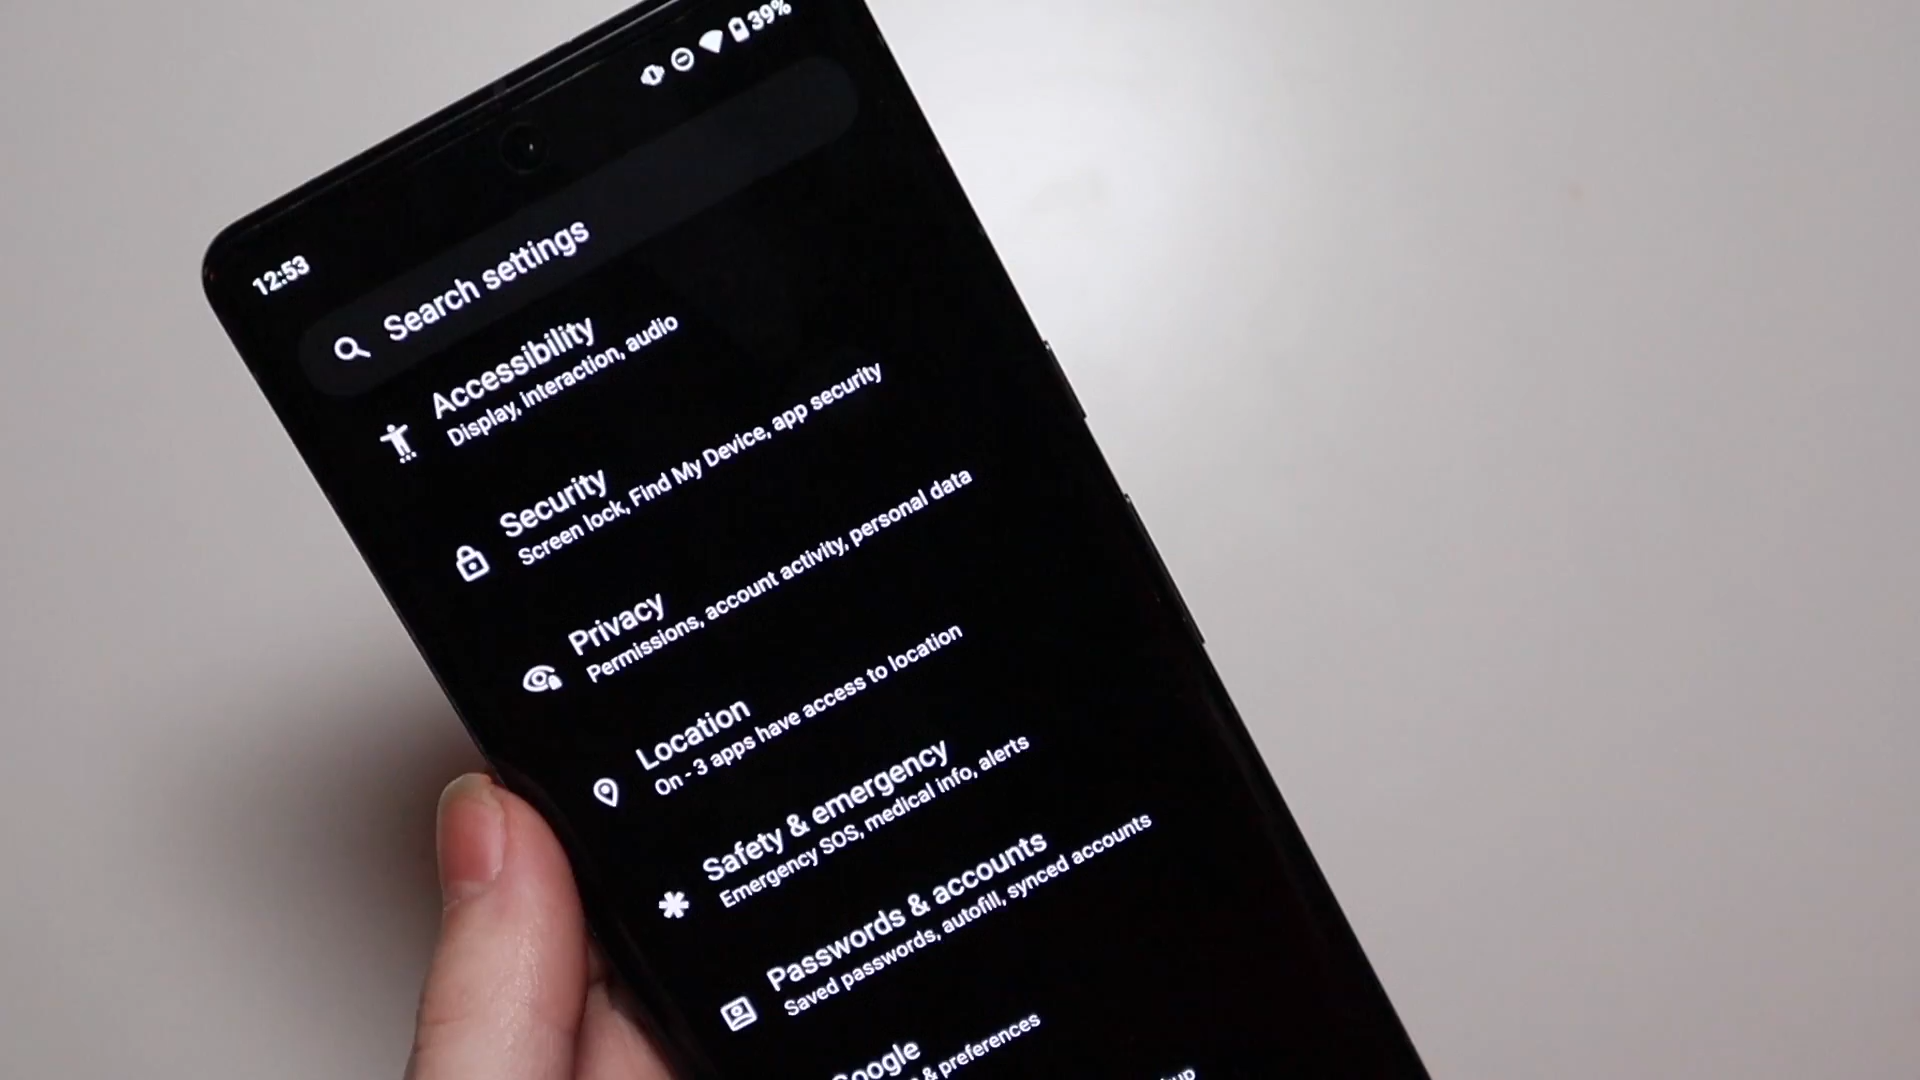 12:53
39%
Search settings
Accessibility
Display, interaction, audio
Security
Screen lock, Find My Device, app security
Privacy
Permissions, account activity, personal data
Location
On - 3 apps have access to location
Safety & emergency
Emergency SOS, medical info, alerts
Passwords & accounts
Saved passwords, autofill, synced accounts
Google
& preferences